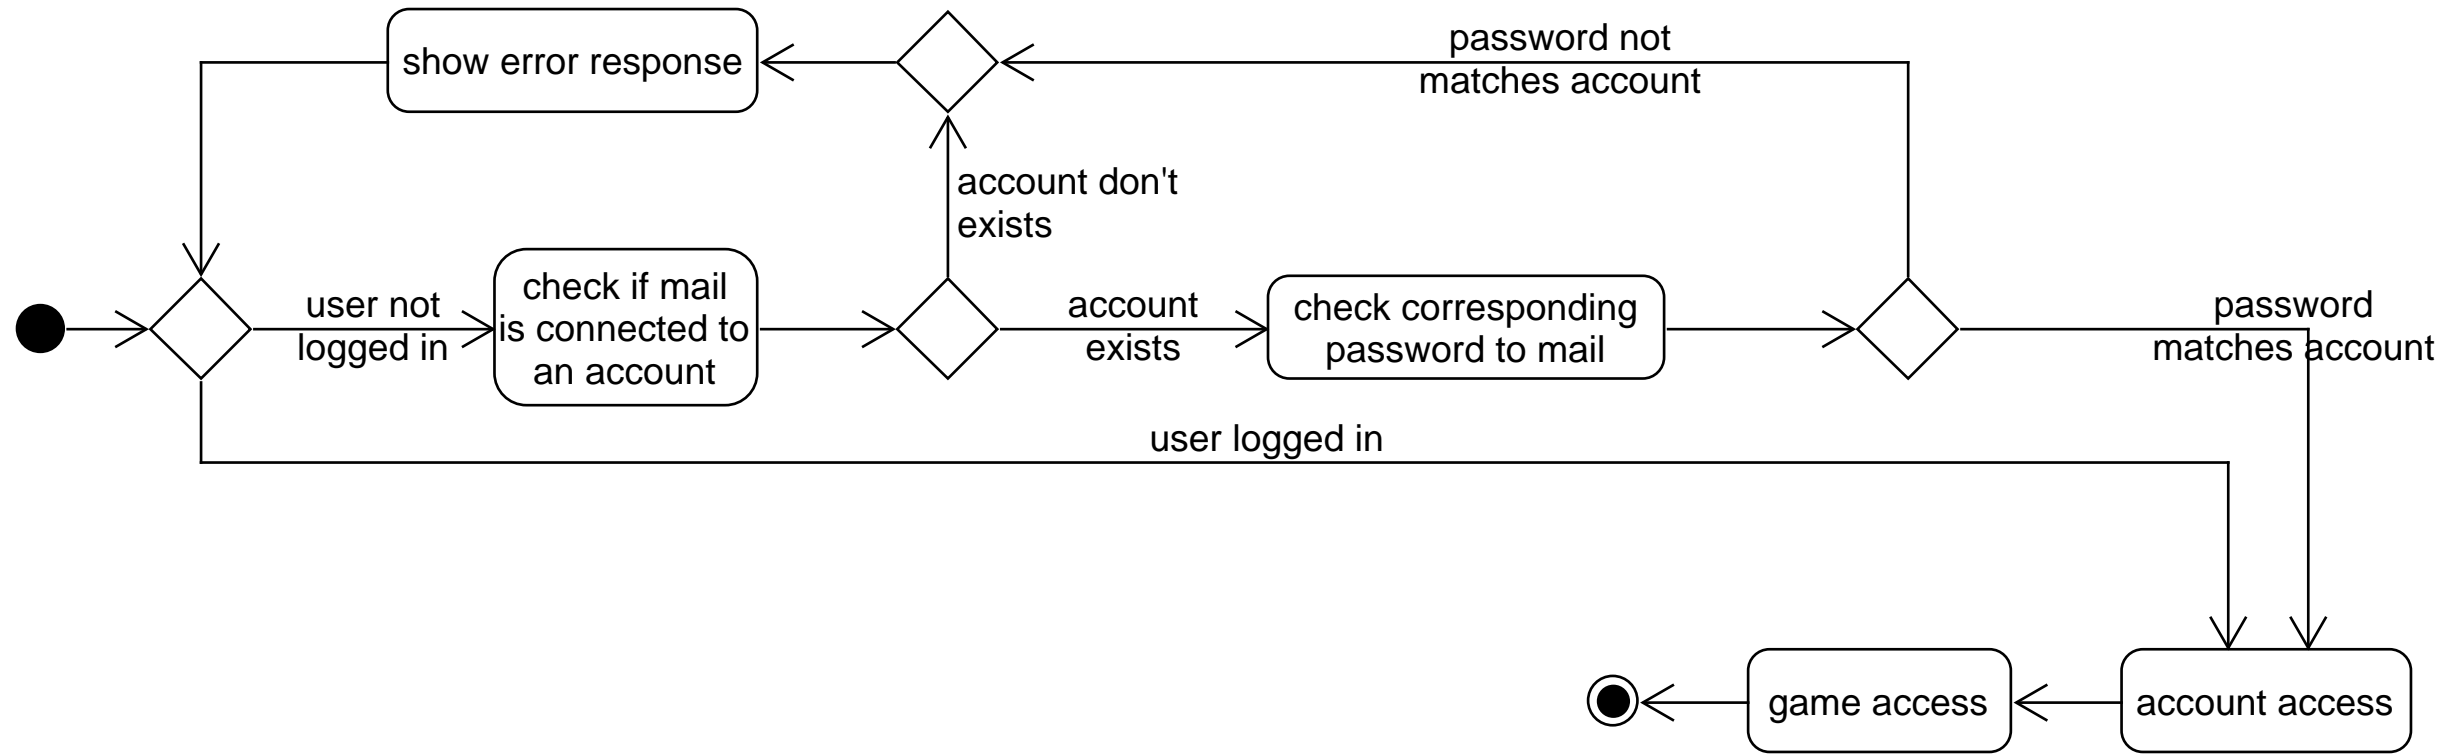 show error response
password not
matches account
account don't
exists
user not
logged in
check if mail
is connected to
an account
account
exists
check corresponding
password to mail
password
matches account
user logged in
game access
account access